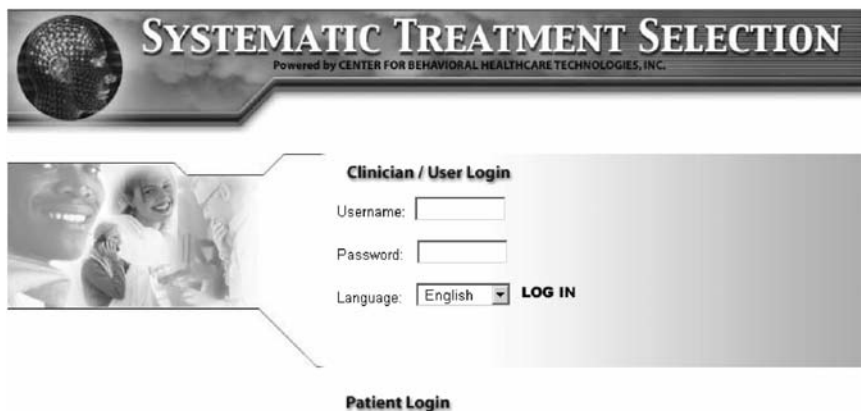 SYSTEMATIC TREATMENT SELECTION
Powered by CENTER FOR BEHAVIORAL HEALTHCARE TECHNOLOGIES, INC.
Clinician / User Login
Username:
Password:
Language: English LOG IN
Patient Login